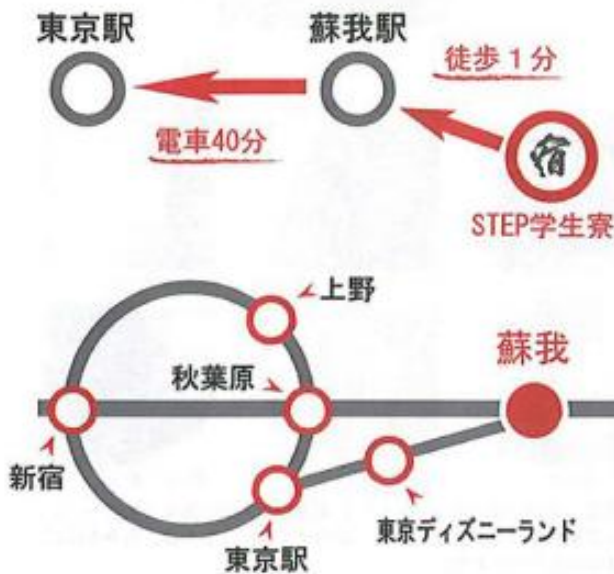 東京駅
蘇我駅
徒歩1分
電車40分
宿
STEP学生寮
上野
秋葉原
蘇我
新宿
東京ディズニーランド
東京駅